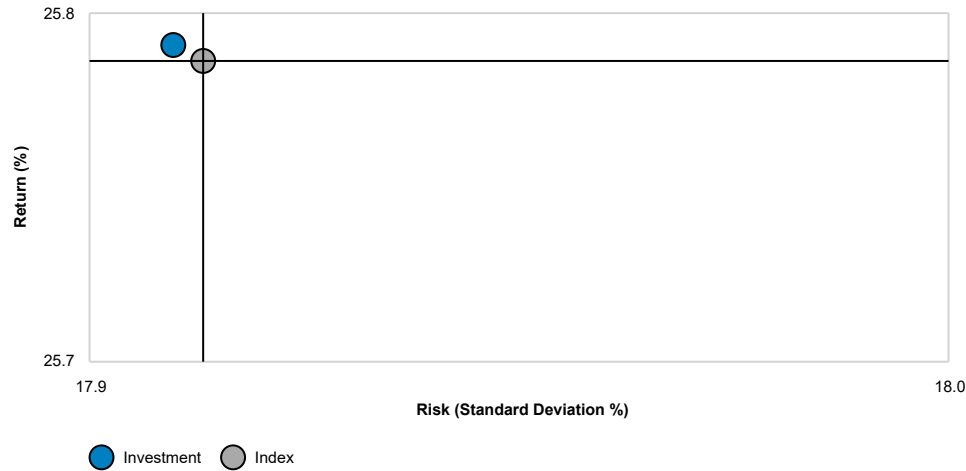 25.8
Return (%)
25.7
17.9
18.0
Risk (Standard Deviation %)
Investment
Index